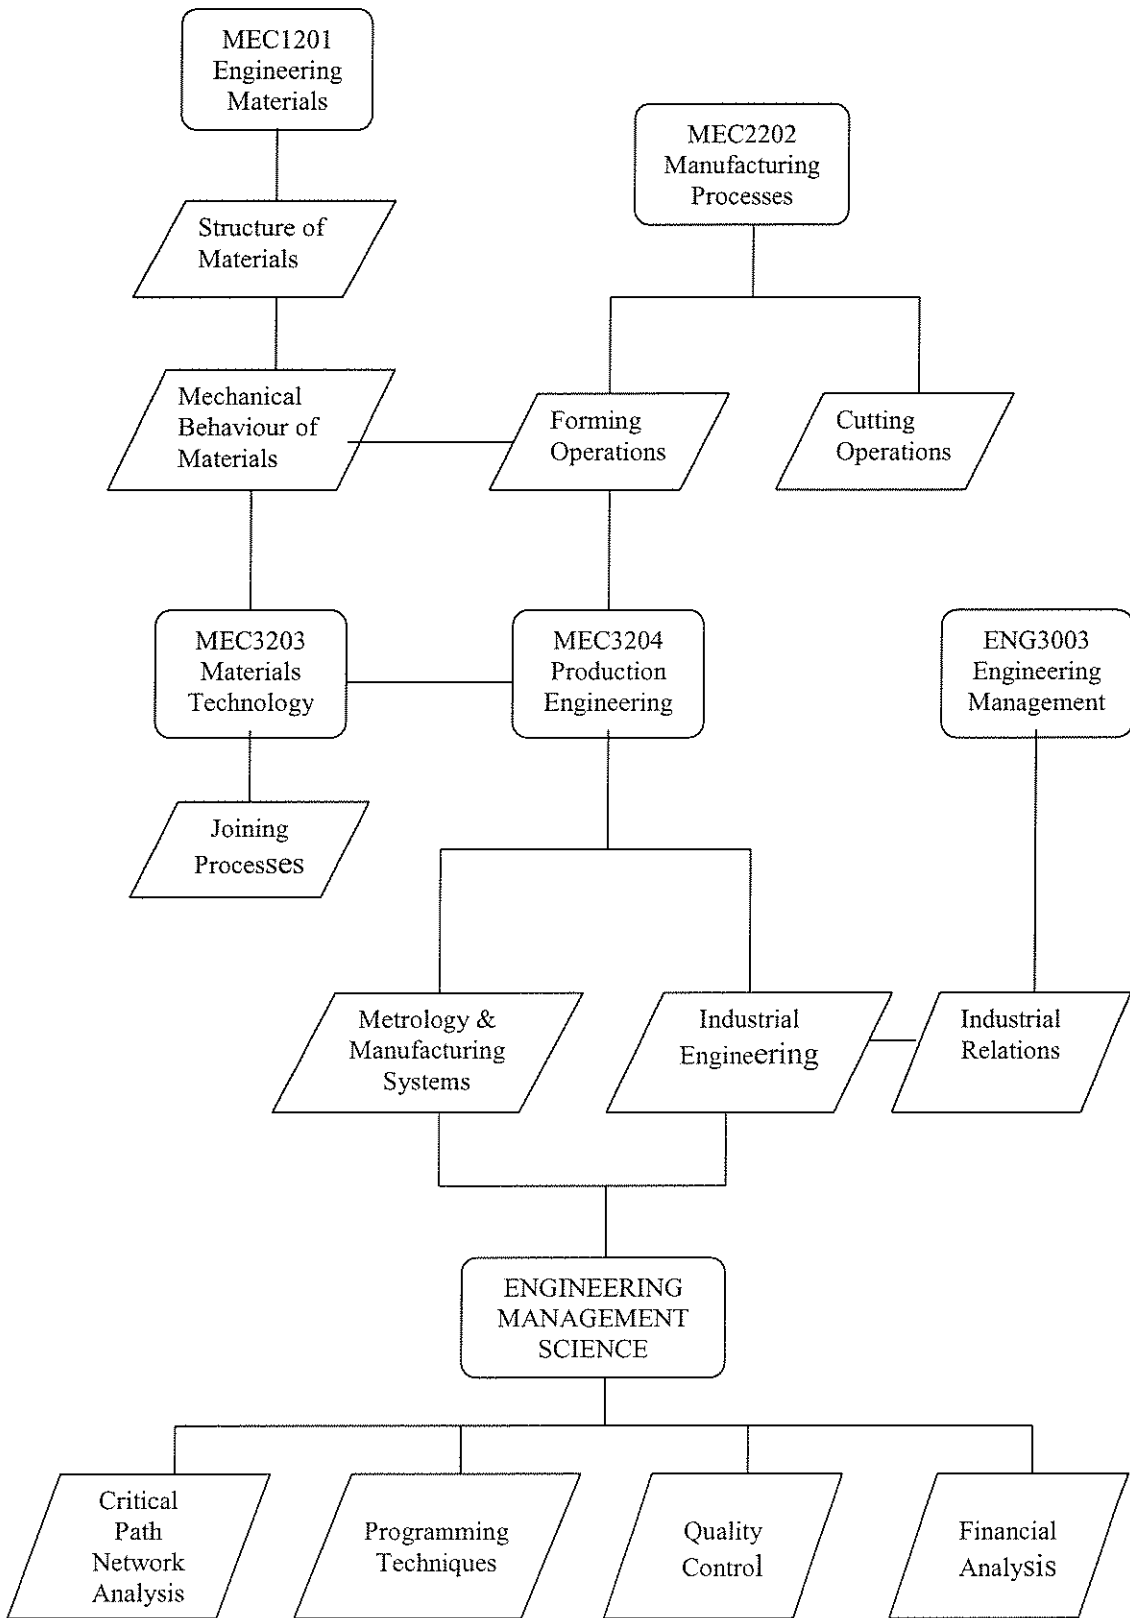 MEC1201
Engineering
Materials
MEC2202
Manufacturing
Processes
Structure of
Materials
Mechanical
Behaviour of
Materials
Forming
Operations
Cutting
Operations
MEC3203
Materials
Technology
MEC3204
Production
Engineering
ENG3003
Engineering
Management
Joining
Processes
Metrology &
Manufacturing
Systems
Industrial
Engineering
Industrial
Relations
ENGINEERING
MANAGEMENT
SCIENCE
Critical
Path
Network
Analysis
Programming
Techniques
Quality
Control
Financial
Analysis